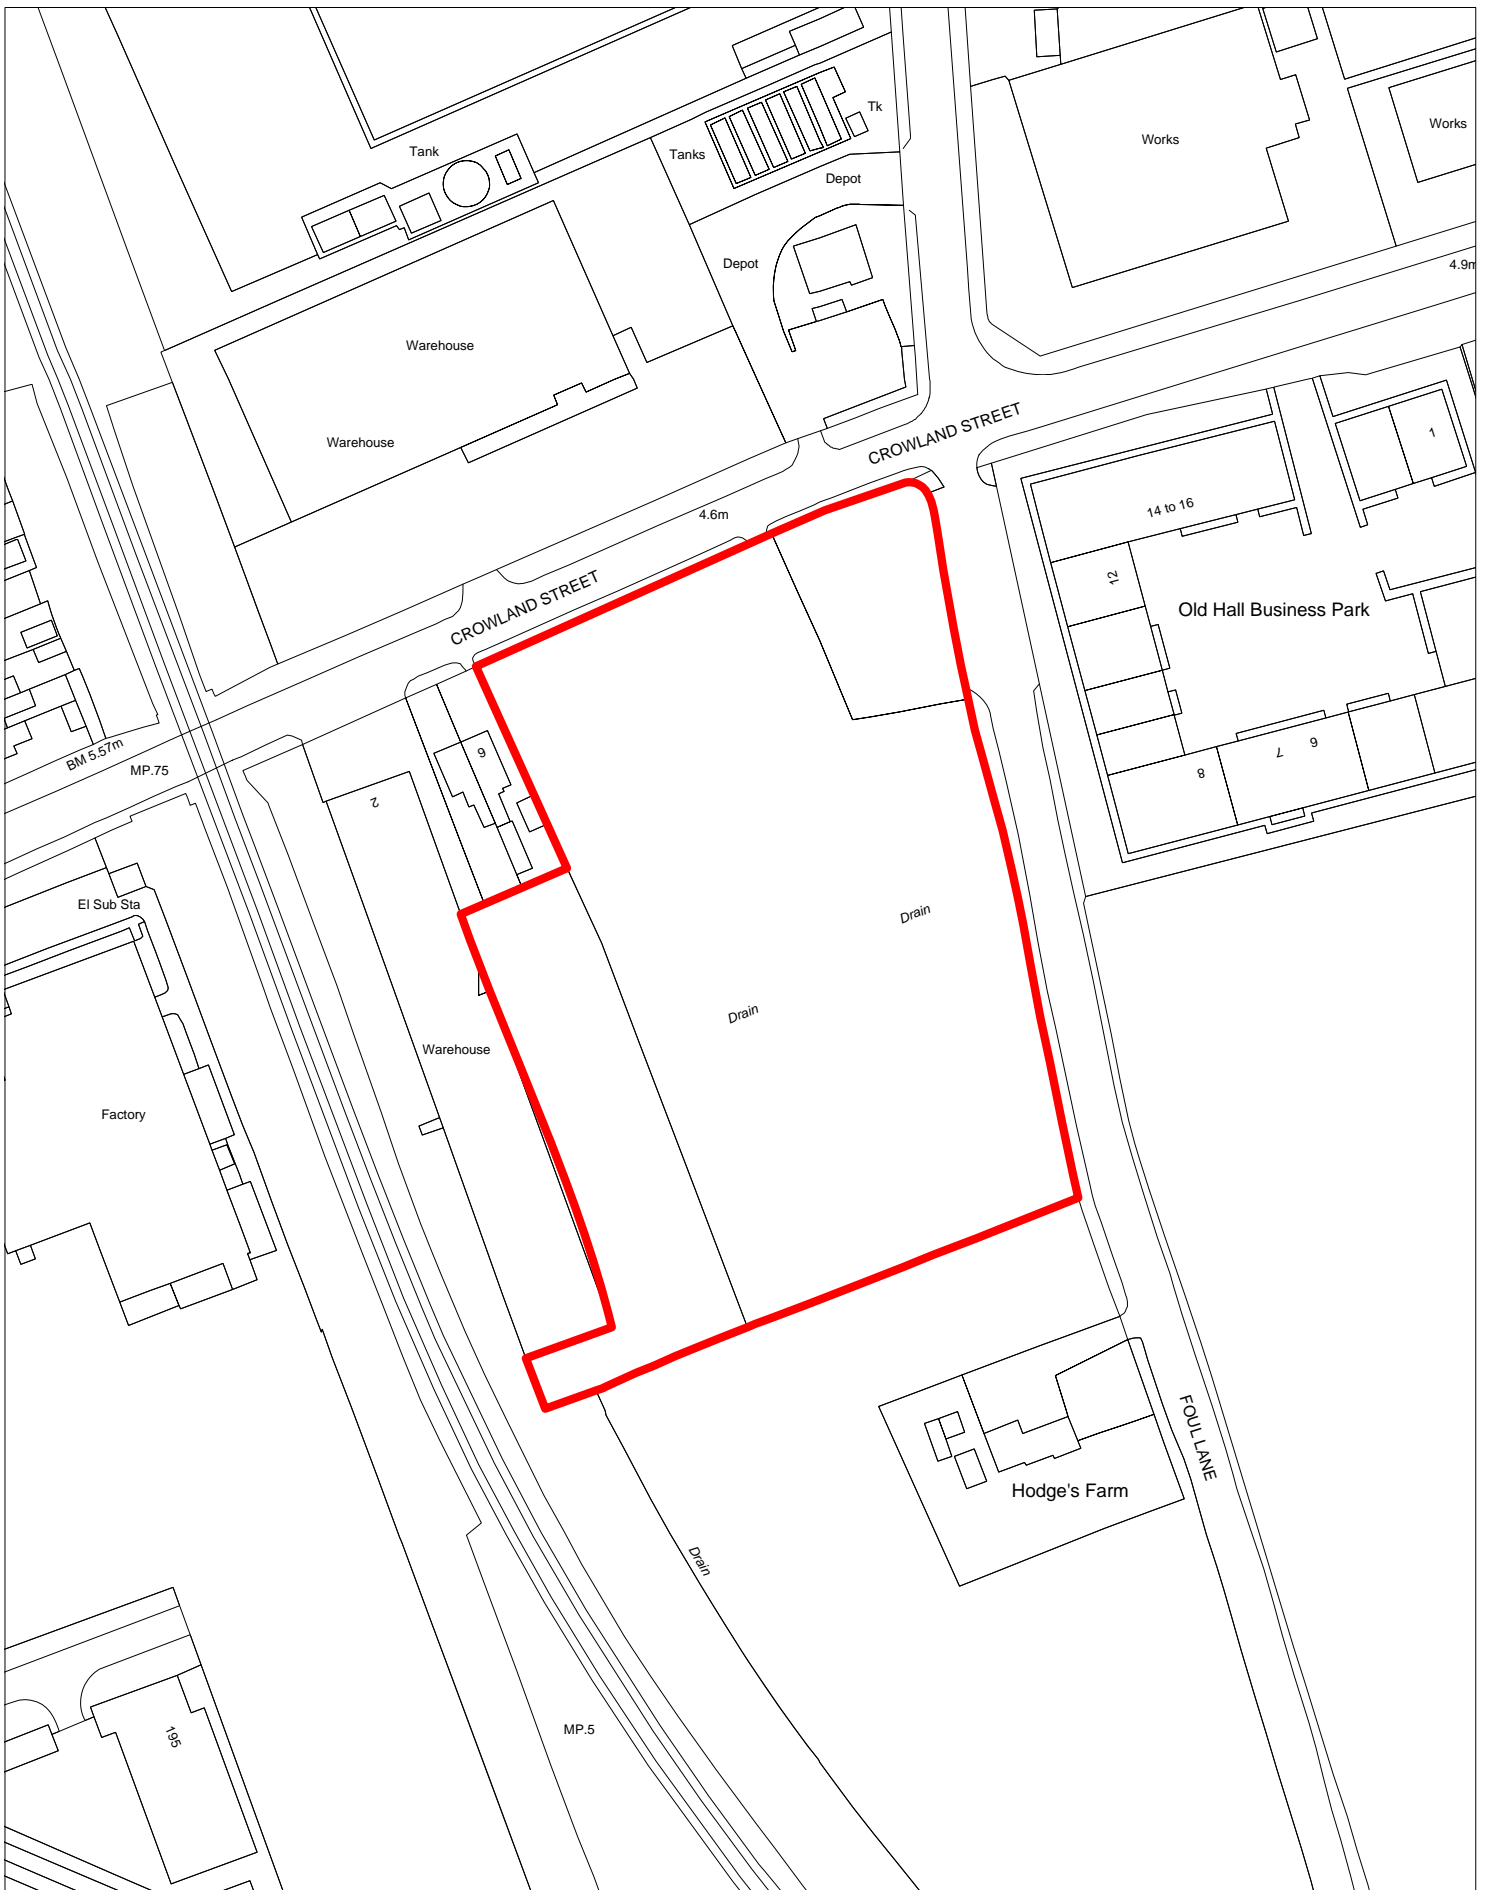 Tank
Tanks
Tk
Depot
Works
Works
Depot
4.9m
Warehouse
Warehouse
CROWLAND STREET
1
4.6m
14 to 16
12
CROWLAND STREET
Old Hall Business Park
BM 5.57m
MP.75
2
9
8
7
6
El Sub Sta
Drain
Drain
Warehouse
Factory
FOUL LANE
Hodge's Farm
Drain
MP.5
195